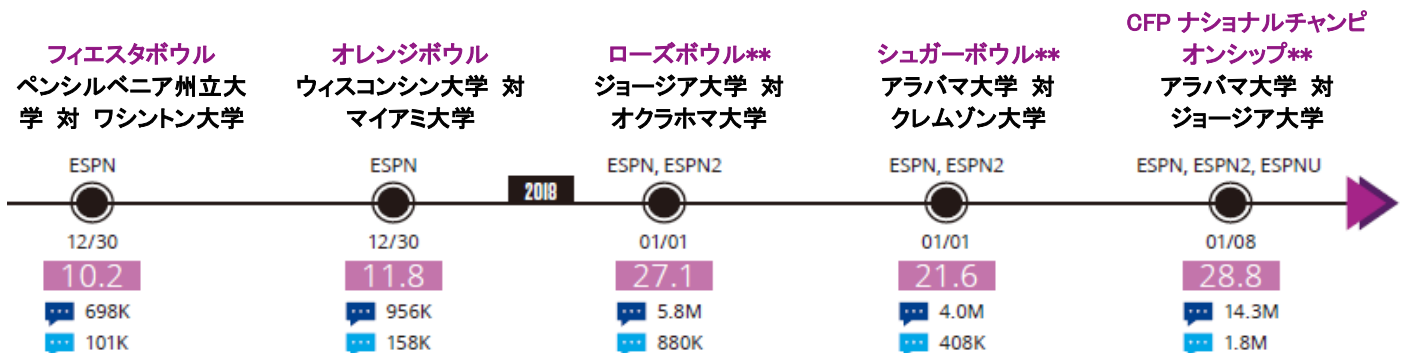 フィエスタボウル
ペンシルベニア州立大
学 対 ワシントン大学
ESPN
12/30
10.2
698K
101K
オレンジボウル
ウィスコンシン大学 対
マイアミ大学
ESPN
12/30
11.8
956K
158K
2018
ローズボウル**
ジョージア大学 対
オクラホマ大学
ESPN, ESPN2
01/01
27.1
5.8M
880K
シュガーボウル**
アラバマ大学 対
クレムゾン大学
ESPN, ESPN2
01/01
21.6
4.0M
408K
CFP ナショナルチャンピ
オンシップ**
アラバマ大学 対
ジョージア大学
ESPN, ESPN2, ESPNU
01/08
28.8
14.3M
1.8M